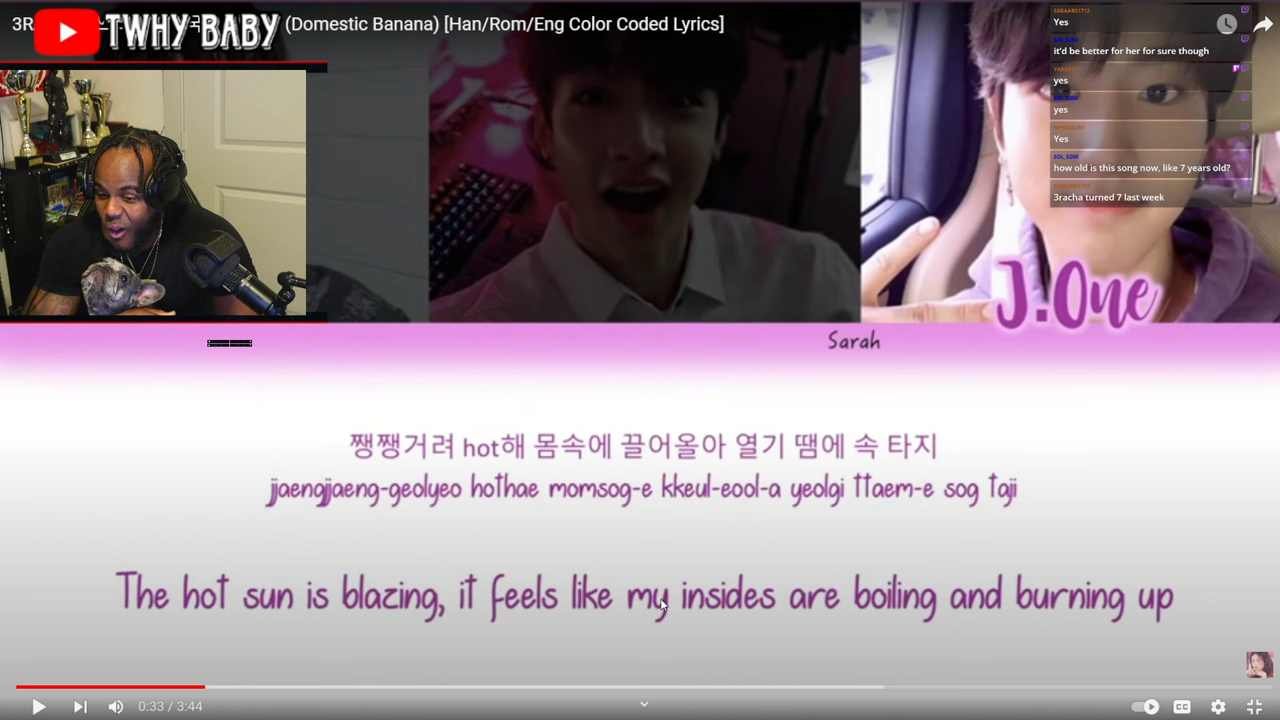 3R
(Domestic Banana) [Han/Rom/Eng Color Coded Lyrics]
TWHY BABY
Yes
it'd be better for her for sure though
yes
yes
Yes
SOL_0200
how old is this song now, like 7 years old?
3racha turned 7 last week
J.One
Sarah
쨍쨍거려 hot해 몸속에 끌어올아 열기 땜에 속 타지
jjaengjjaeng-geolyeo hothae momsog-e kkeul-eool-a yeolgi ttaem-e sog taji
The hot sun is blazing, it feels like my insides are boiling and burning up
0:33 / 3:44
CC